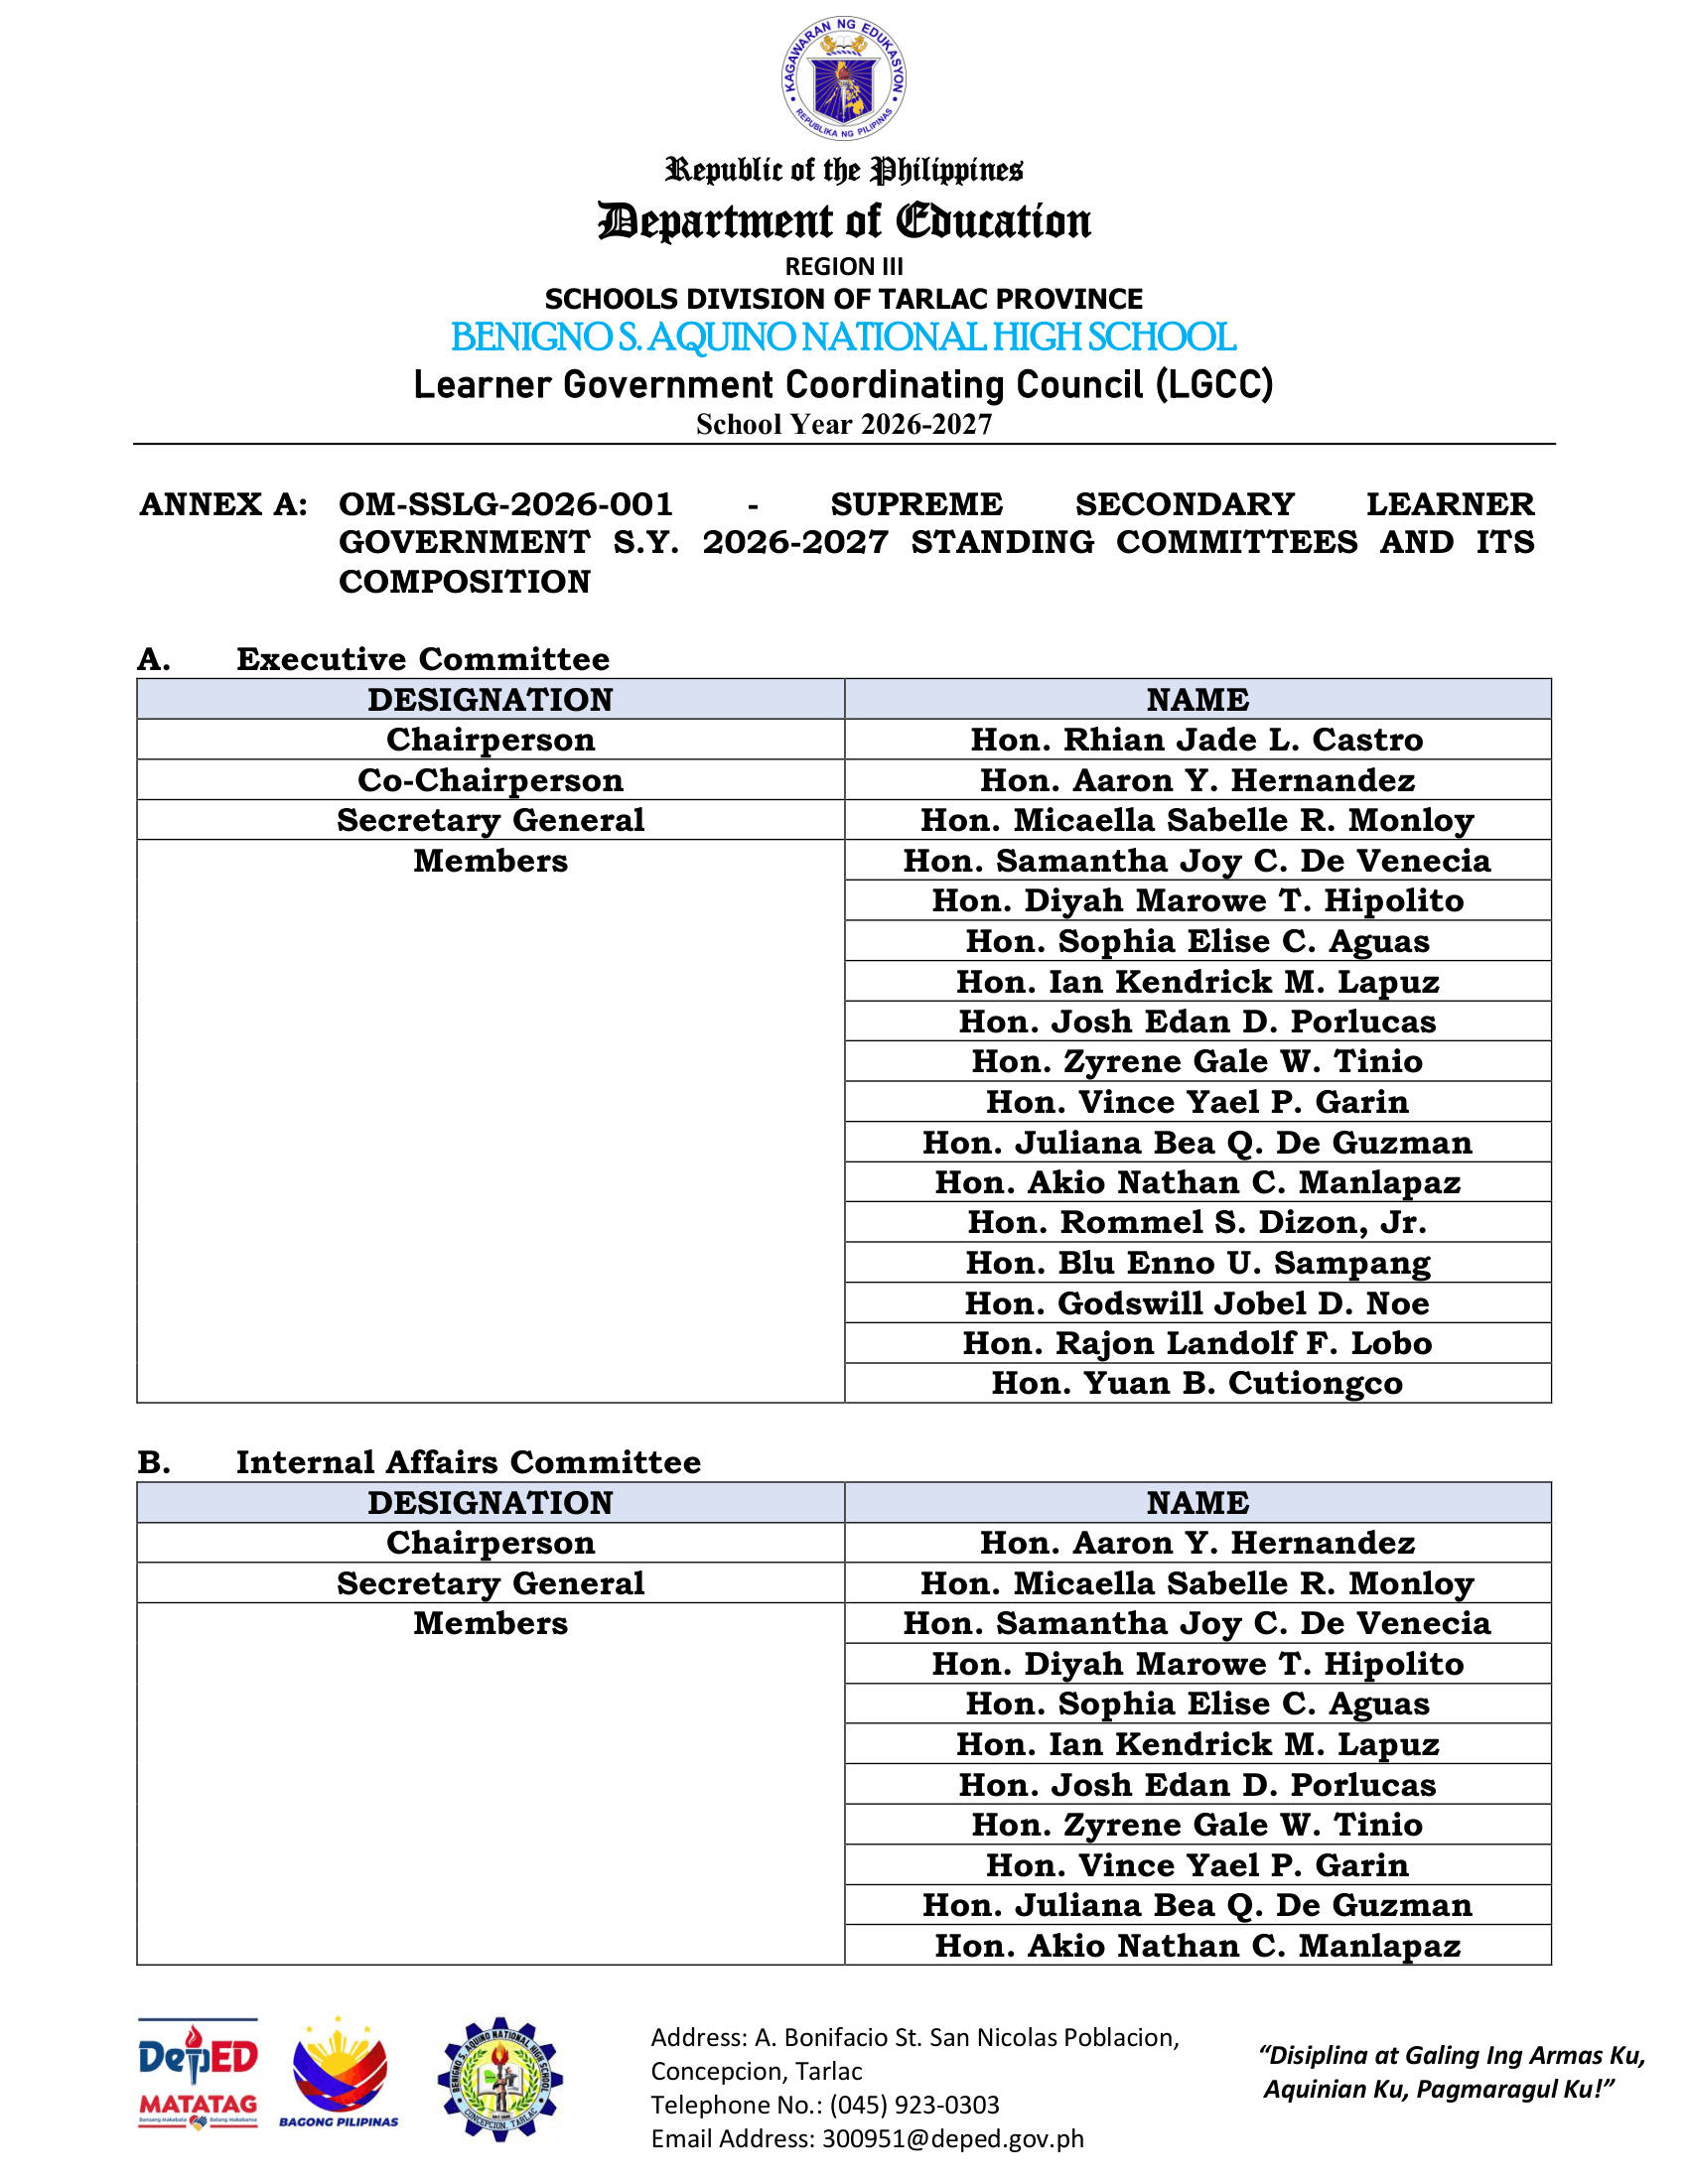 KAGAWARAN NG EDUKASYON
REPUBLIKA NG PILIPINAS
Republic of the Philippines
Department of Education
REGION III
SCHOOLS DIVISION OF TARLAC PROVINCE
BENIGNO S. AQUINO NATIONAL HIGH SCHOOL
Learner Government Coordinating Council (LGCC)
School Year 2026-2027
ANNEX A: OM-SSLG-2026-001 - SUPREME SECONDARY LEARNER
GOVERNMENT S.Y. 2026-2027 STANDING COMMITTEES AND ITS
COMPOSITION
A. Executive Committee
DESIGNATION NAME
Chairperson Hon. Rhian Jade L. Castro
Co-Chairperson Hon. Aaron Y. Hernandez
Secretary General Hon. Micaella Sabelle R. Monloy
Members Hon. Samantha Joy C. De Venecia
Hon. Diyah Marowe T. Hipolito
Hon. Sophia Elise C. Aguas
Hon. Ian Kendrick M. Lapuz
Hon. Josh Edan D. Porlucas
Hon. Zyrene Gale W. Tinio
Hon. Vince Yael P. Garin
Hon. Juliana Bea Q. De Guzman
Hon. Akio Nathan C. Manlapaz
Hon. Rommel S. Dizon, Jr.
Hon. Blu Enno U. Sampang
Hon. Godswill Jobel D. Noe
Hon. Rajon Landolf F. Lobo
Hon. Yuan B. Cutiongco
B. Internal Affairs Committee
DESIGNATION NAME
Chairperson Hon. Aaron Y. Hernandez
Secretary General Hon. Micaella Sabelle R. Monloy
Members Hon. Samantha Joy C. De Venecia
Hon. Diyah Marowe T. Hipolito
Hon. Sophia Elise C. Aguas
Hon. Ian Kendrick M. Lapuz
Hon. Josh Edan D. Porlucas
Hon. Zyrene Gale W. Tinio
Hon. Vince Yael P. Garin
Hon. Juliana Bea Q. De Guzman
Hon. Akio Nathan C. Manlapaz
DepED
MATATAG
Bansang Makabata Batang Makabansa
BAGONG PILIPINAS
BENIGNO S. AQUINO NATIONAL HIGH SCHOOL
CONCEPCION, TARLAC
Address: A. Bonifacio St. San Nicolas Poblacion,
Concepcion, Tarlac
Telephone No.: (045) 923-0303
Email Address: 300951@deped.gov.ph
“Disiplina at Galing Ing Armas Ku,
Aquinian Ku, Pagmaragul Ku!”